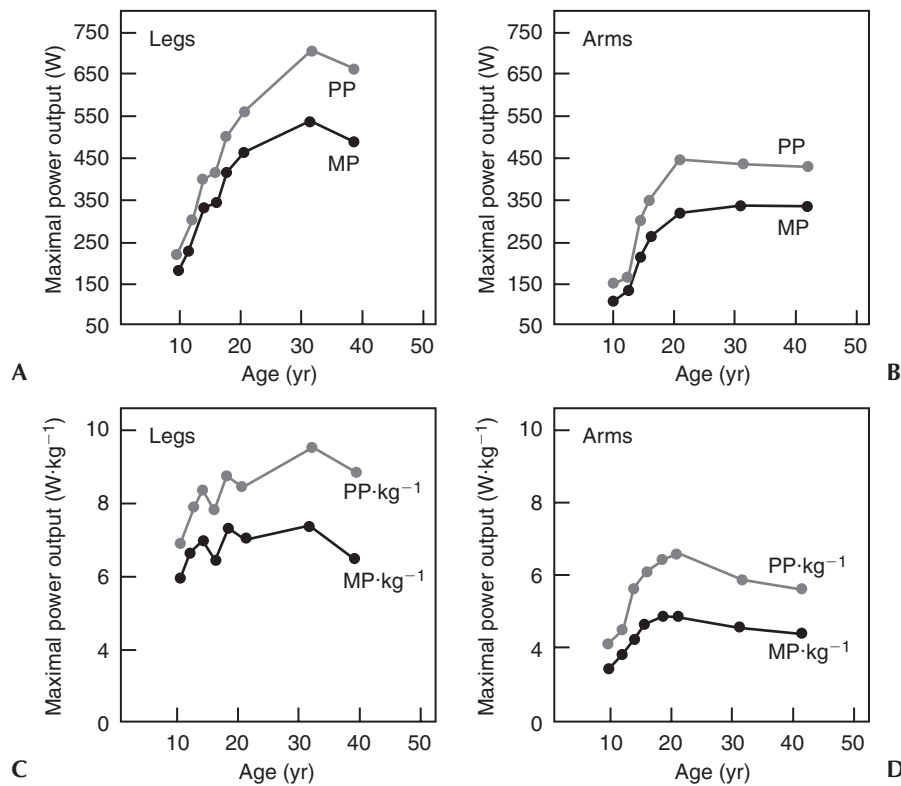 Maximal power output (W)
750
650
550
450
350
250
150
50
Legs
PP
MP
10 20 30 40 50
Age (yr)
A
Maximal power output (W)
750
650
550
450
350
250
150
50
Arms
PP
MP
10 20 30 40 50
Age (yr)
B
Maximal power output (W·kg⁻¹)
10
8
6
4
0
Legs
PP·kg⁻¹
MP·kg⁻¹
10 20 30 40 50
Age (yr)
C
Maximal power output (W·kg⁻¹)
10
8
6
4
0
Arms
PP·kg⁻¹
MP·kg⁻¹
10 20 30 40 50
Age (yr)
D